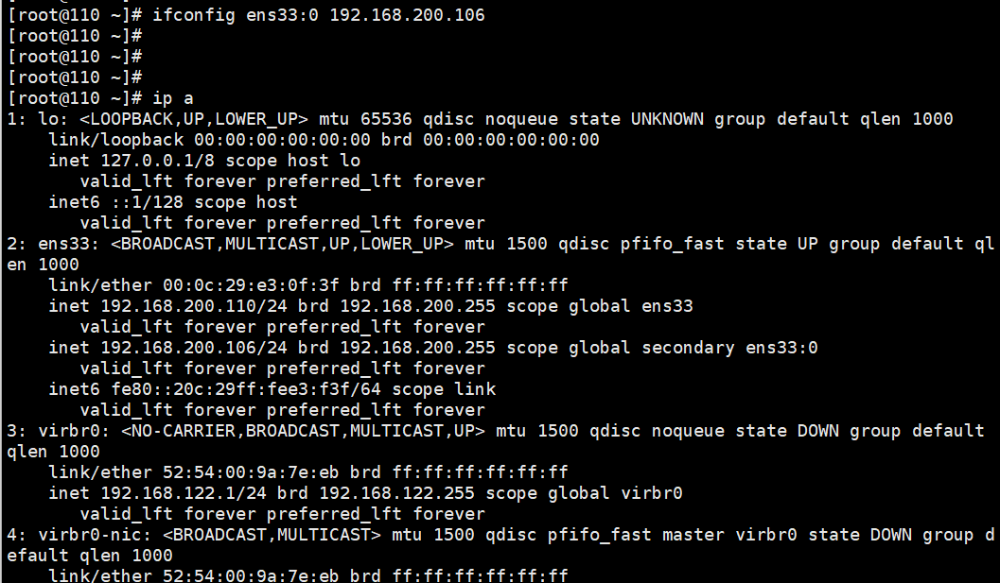 [root@110 ~]# ifconfig ens33:0 192.168.200.106
[root@110 ~]#
[root@110 ~]#
[root@110 ~]#
[root@110 ~]# ip a
1: lo: <LOOPBACK,UP,LOWER_UP> mtu 65536 qdisc noqueue state UNKNOWN group default qlen 1000
    link/loopback 00:00:00:00:00:00 brd 00:00:00:00:00:00
    inet 127.0.0.1/8 scope host lo
       valid_lft forever preferred_lft forever
    inet6 ::1/128 scope host
       valid_lft forever preferred_lft forever
2: ens33: <BROADCAST,MULTICAST,UP,LOWER_UP> mtu 1500 qdisc pfifo_fast state UP group default ql
en 1000
    link/ether 00:0c:29:e3:0f:3f brd ff:ff:ff:ff:ff:ff
    inet 192.168.200.110/24 brd 192.168.200.255 scope global ens33
       valid_lft forever preferred_lft forever
    inet 192.168.200.106/24 brd 192.168.200.255 scope global secondary ens33:0
       valid_lft forever preferred_lft forever
    inet6 fe80::20c:29ff:fee3:f3f/64 scope link
       valid_lft forever preferred_lft forever
3: virbr0: <NO-CARRIER,BROADCAST,MULTICAST,UP> mtu 1500 qdisc noqueue state DOWN group default
qlen 1000
    link/ether 52:54:00:9a:7e:eb brd ff:ff:ff:ff:ff:ff
    inet 192.168.122.1/24 brd 192.168.122.255 scope global virbr0
       valid_lft forever preferred_lft forever
4: virbr0-nic: <BROADCAST,MULTICAST> mtu 1500 qdisc pfifo_fast master virbr0 state DOWN group d
efault qlen 1000
    link/ether 52:54:00:9a:7e:eb brd ff:ff:ff:ff:ff:ff